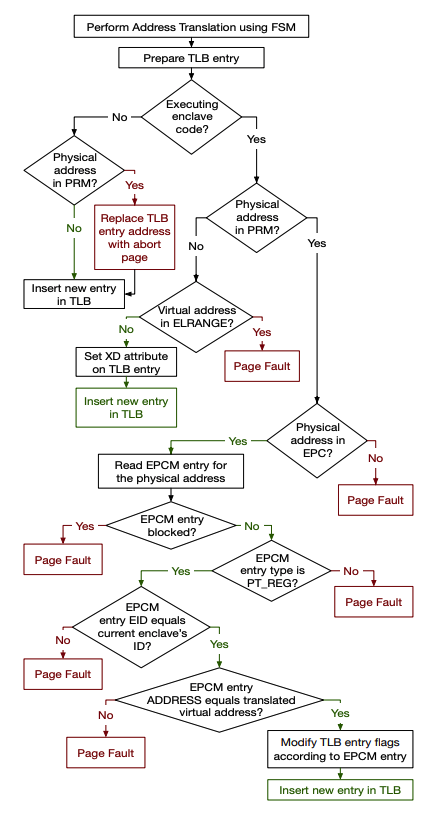 Perform Address Translation using FSM
Prepare TLB entry
Executing
enclave
code?
No
Yes
Physical
address
in PRM?
Yes
No
Replace TLB
entry address
with abort
page
Insert new entry
in TLB
Physical
address
in PRM?
No
Yes
Virtual address
in ELRANGE?
No
Yes
Set XD attribute
on TLB entry
Page Fault
Insert new entry
in TLB
Physical
address in
EPC?
Yes
No
Read EPCM entry for
the physical address
Page Fault
EPCM entry
blocked?
Yes
No
Page Fault
EPCM
entry type is
PT_REG?
Yes
No
Page Fault
EPCM
entry EID equals
current enclave's
ID?
No
Yes
Page Fault
EPCM entry
ADDRESS equals translated
virtual address?
No
Yes
Page Fault
Modify TLB entry flags
according to EPCM entry
Insert new entry in TLB